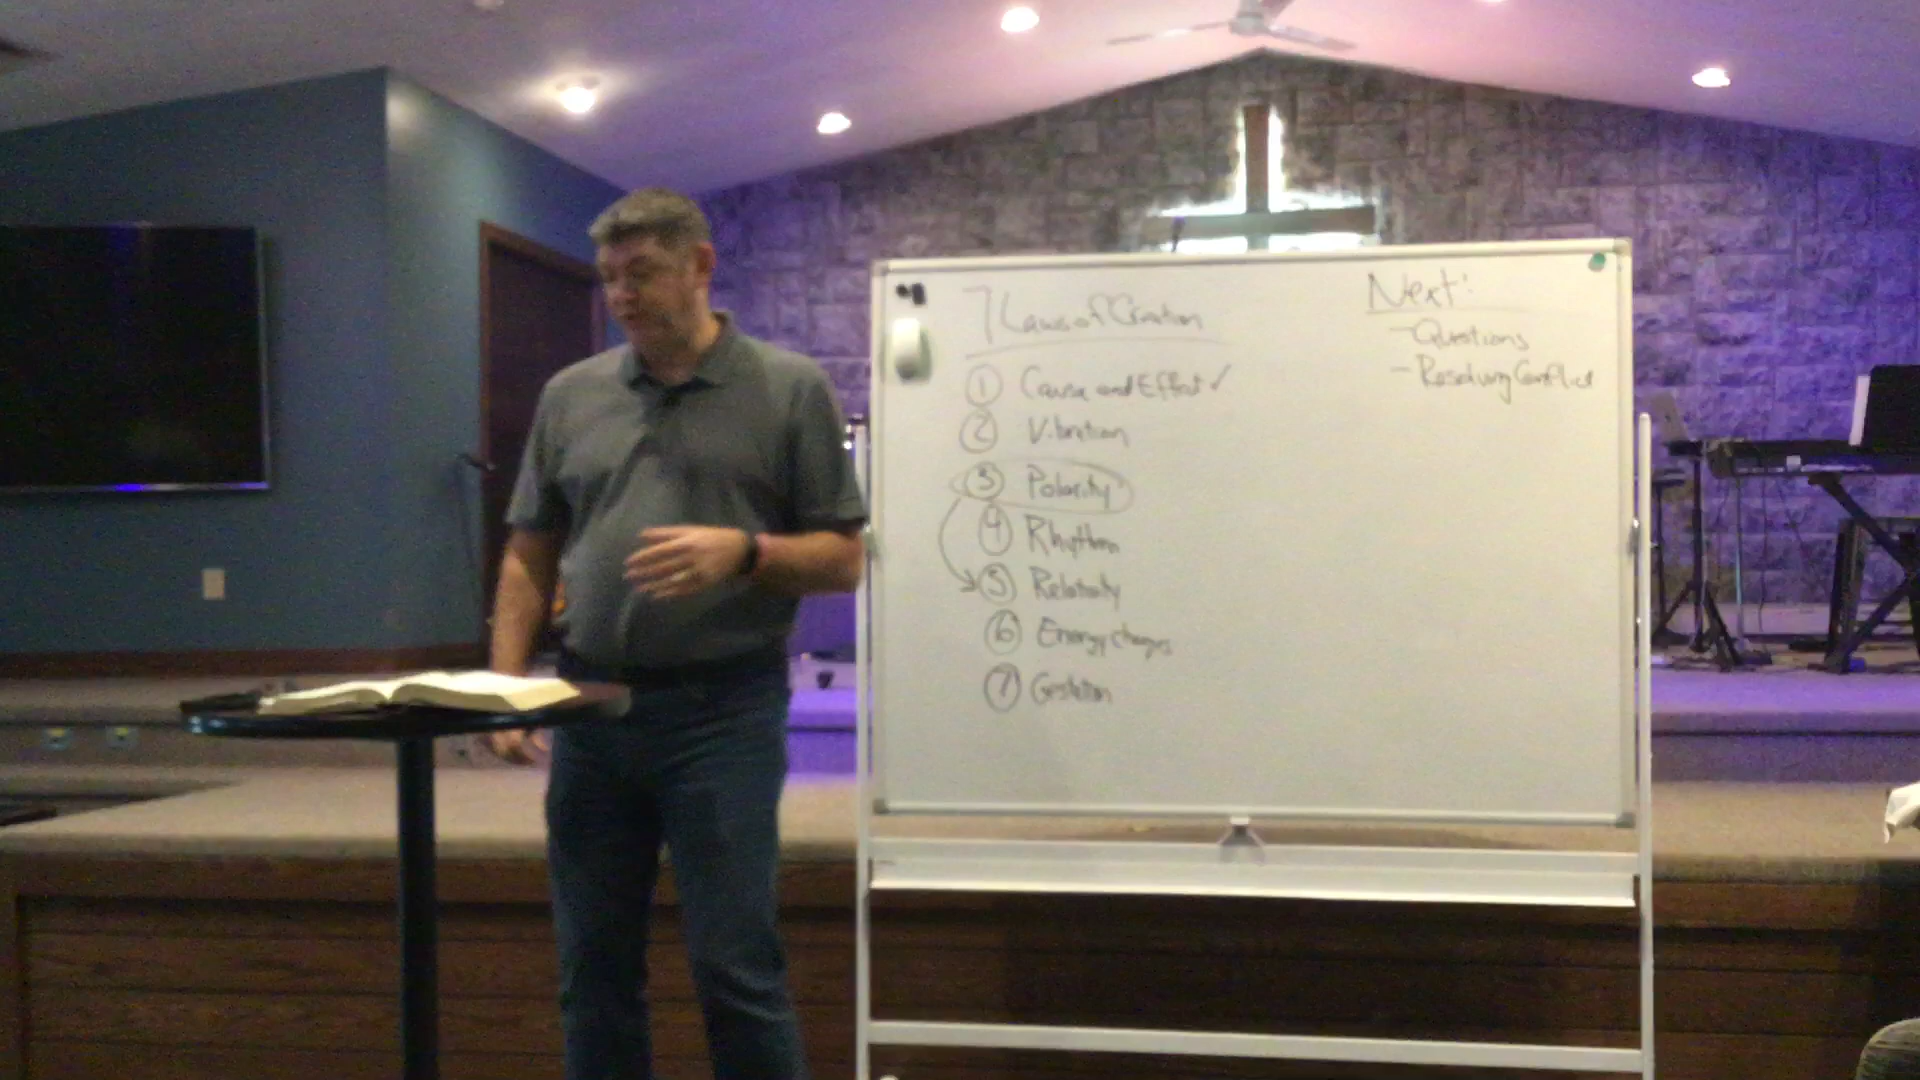 7 Laws of Creation
① Cause and Effect ✓
② Vibration
③ Polarity
④ Rhythm
⑤ Relativity
⑥ Energy changes
⑦ Gestation
Next:
- Questions
- Resolving Conflict